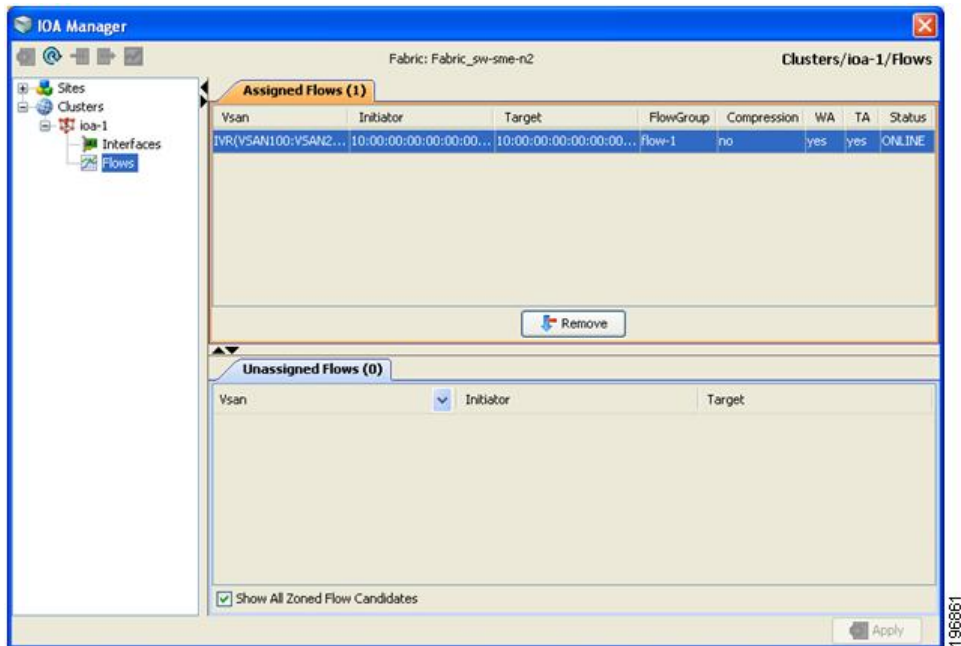 IOA Manager
Fabric: Fabric_sw-sme-n2
Clusters/ioa-1/Flows
Sites
Clusters
ioa-1
Interfaces
Flows
Assigned Flows (1)
Vsan Initiator Target FlowGroup Compression WA TA Status
IVR(VSAN100:VSAN2... 10:00:00:00:00:00:00... 10:00:00:00:00:00:00... flow-1 no yes yes ONLINE
Remove
Unassigned Flows (0)
Vsan Initiator Target
Show All Zoned Flow Candidates
Apply
196861